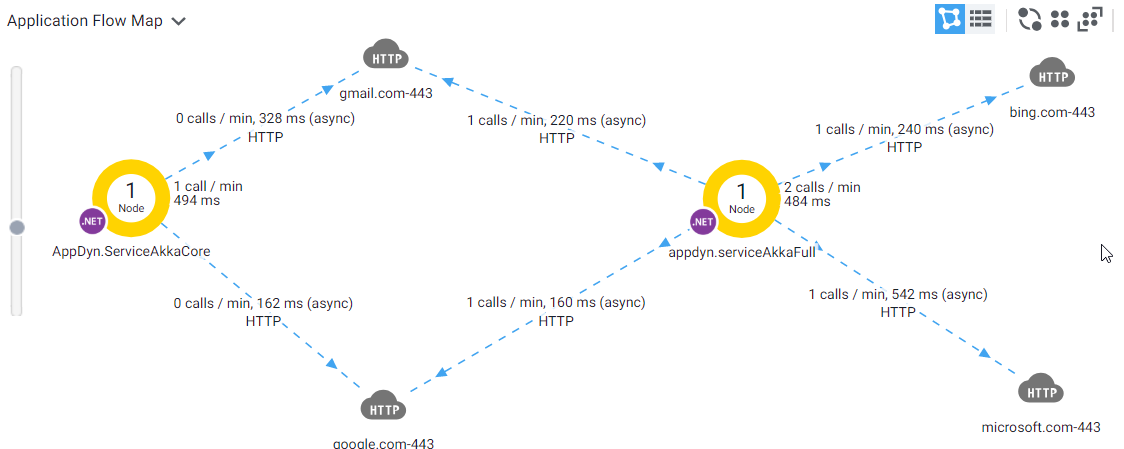 Application Flow Map
HTTP
gmail.com-443
HTTP
bing.com-443
0 calls / min, 328 ms (async)
HTTP
1 calls / min, 220 ms (async)
HTTP
1 calls / min, 240 ms (async)
HTTP
1
Node
.NET
1 call / min
494 ms
AppDyn.ServiceAkkaCore
1
Node
.NET
2 calls / min
484 ms
appdyn.serviceAkkaFull
0 calls / min, 162 ms (async)
HTTP
1 calls / min, 160 ms (async)
HTTP
1 calls / min, 542 ms (async)
HTTP
HTTP
google.com-443
HTTP
microsoft.com-443